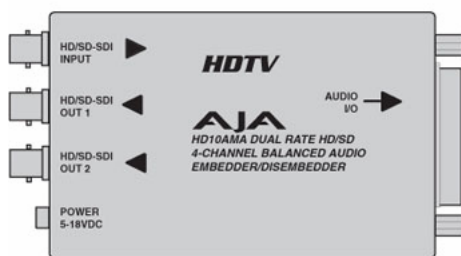 HD/SD-SDI
INPUT
HDTV
HD/SD-SDI
OUT 1
AUDIO
I/O
AJA
HD10AMA DUAL RATE HD/SD
4-CHANNEL BALANCED AUDIO
EMBEDDER/DISEMBEDDER
HD/SD-SDI
OUT 2
POWER
5-18VDC